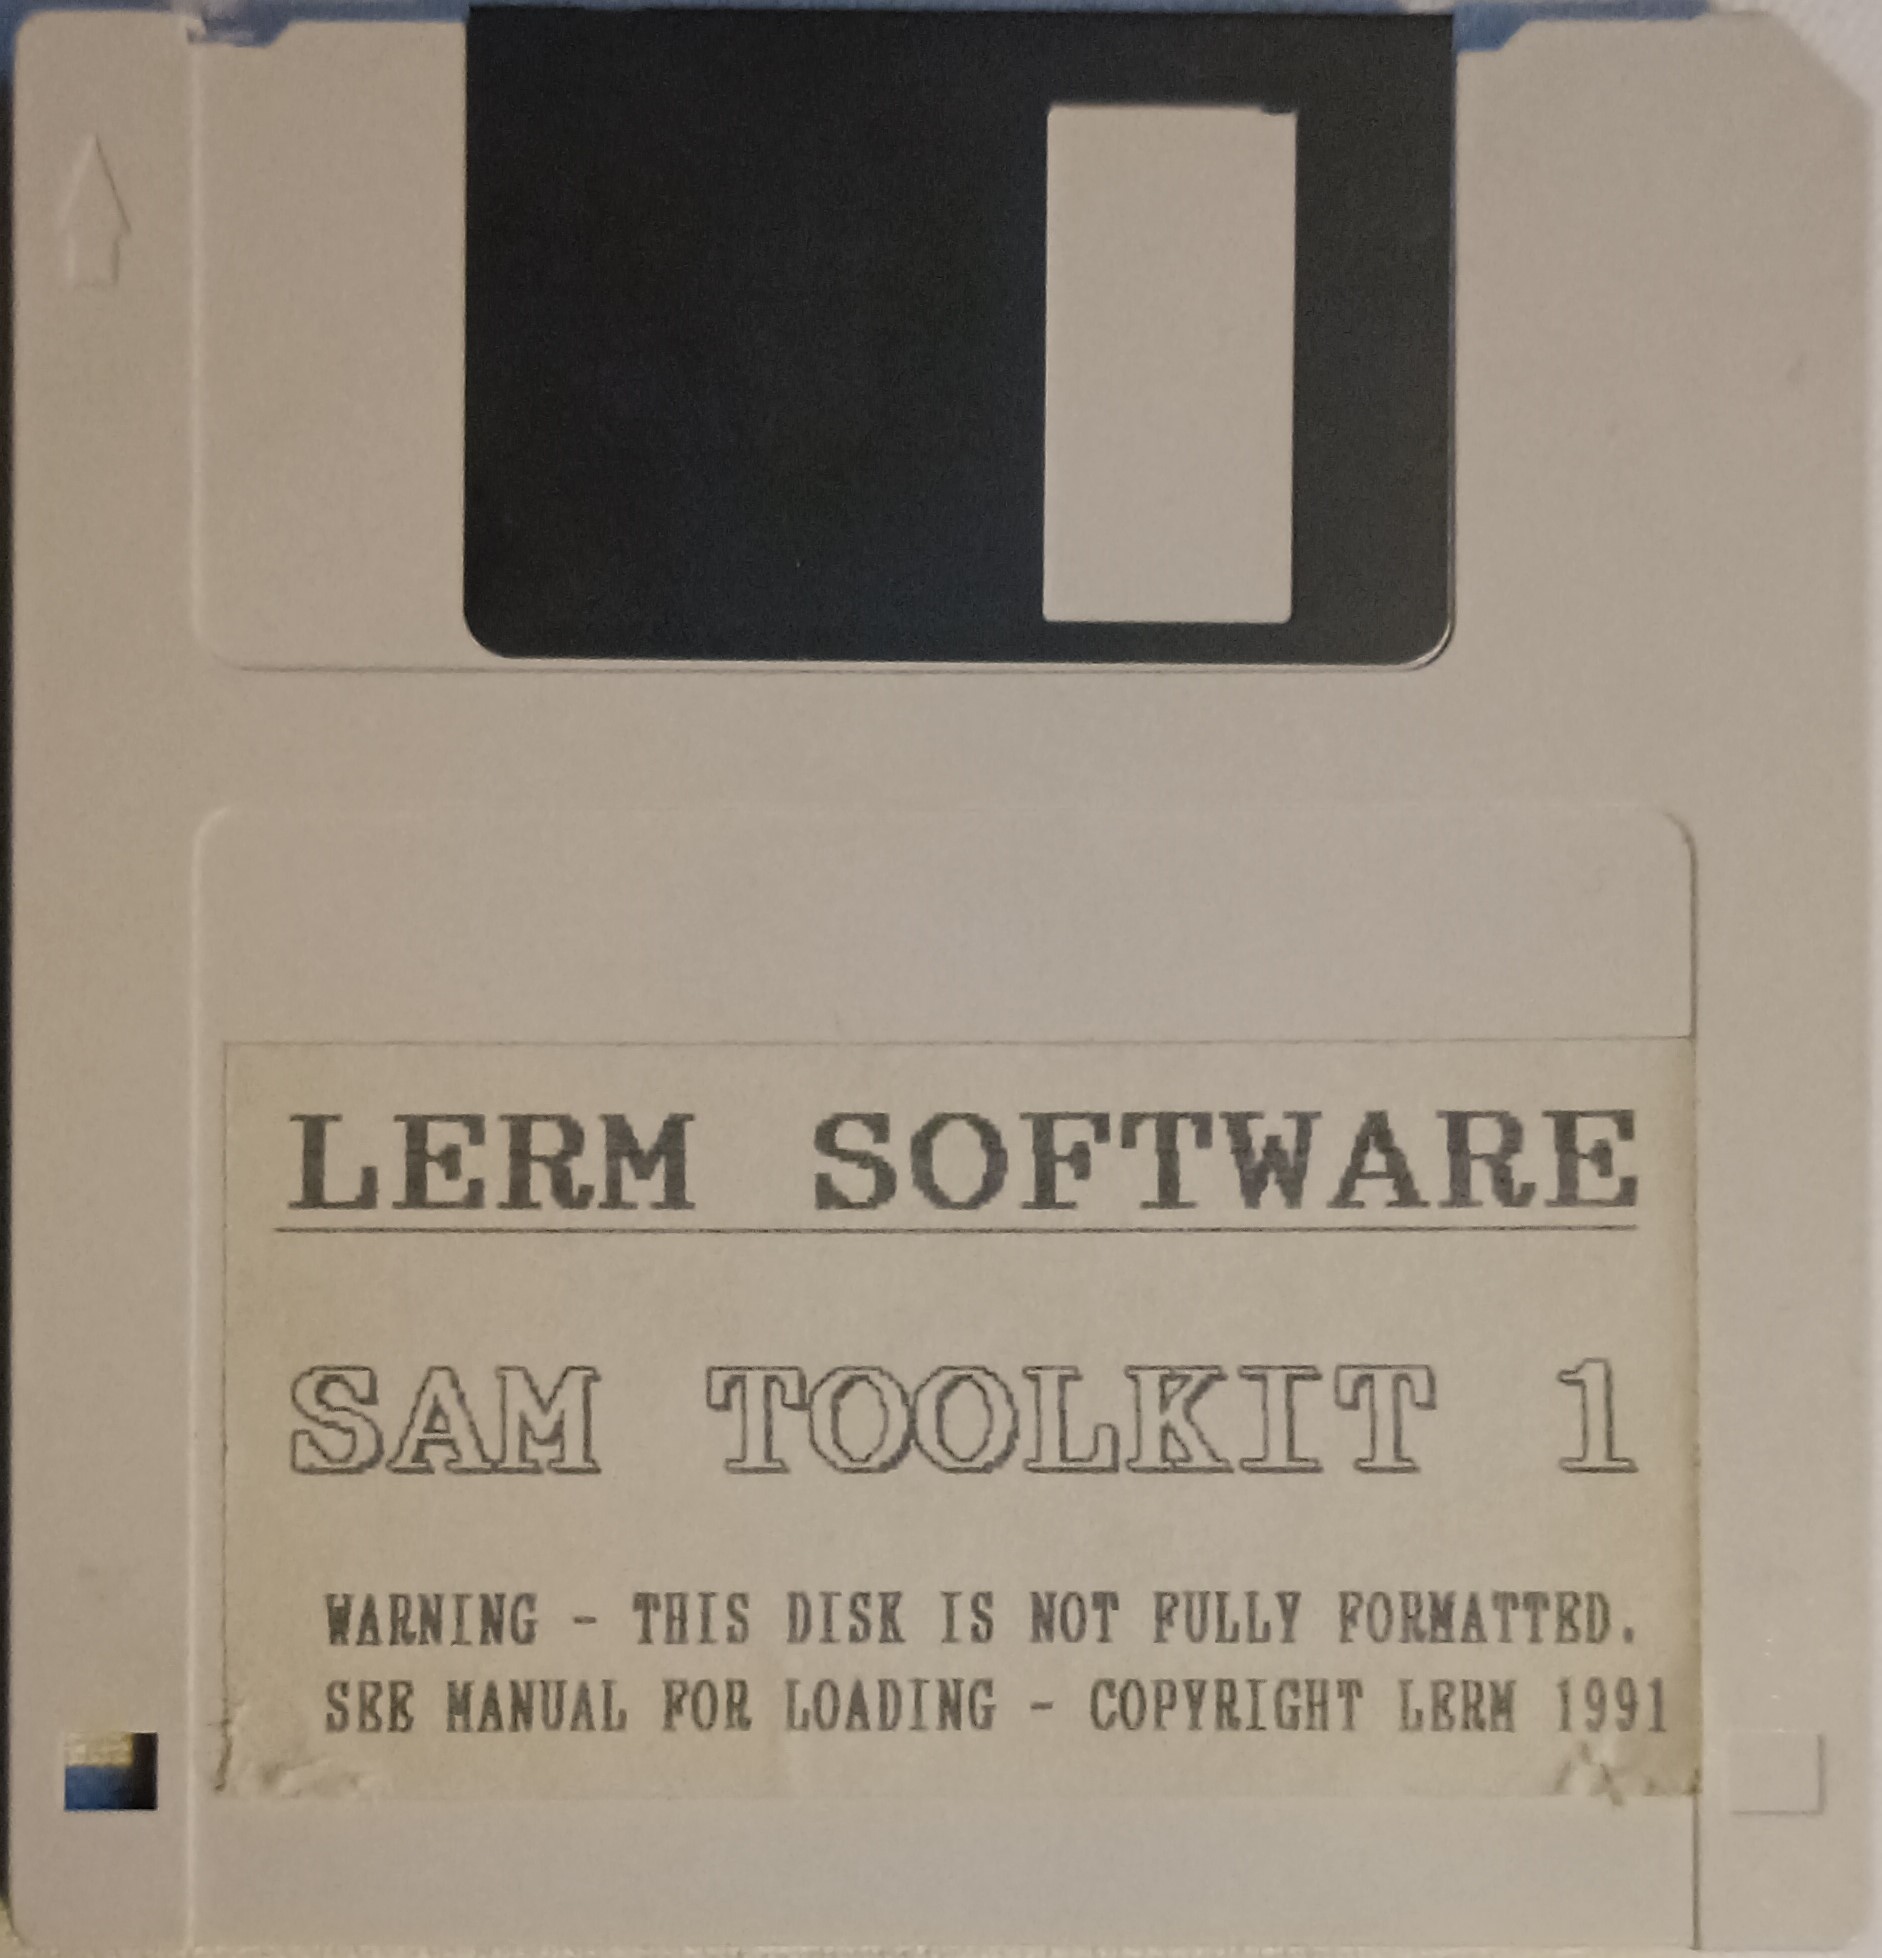 LERM SOFTWARE
SAM TOOLKIT 1
WARNING - THIS DISK IS NOT FULLY FORMATTED.
SEE MANUAL FOR LOADING - COPYRIGHT LERM 1991